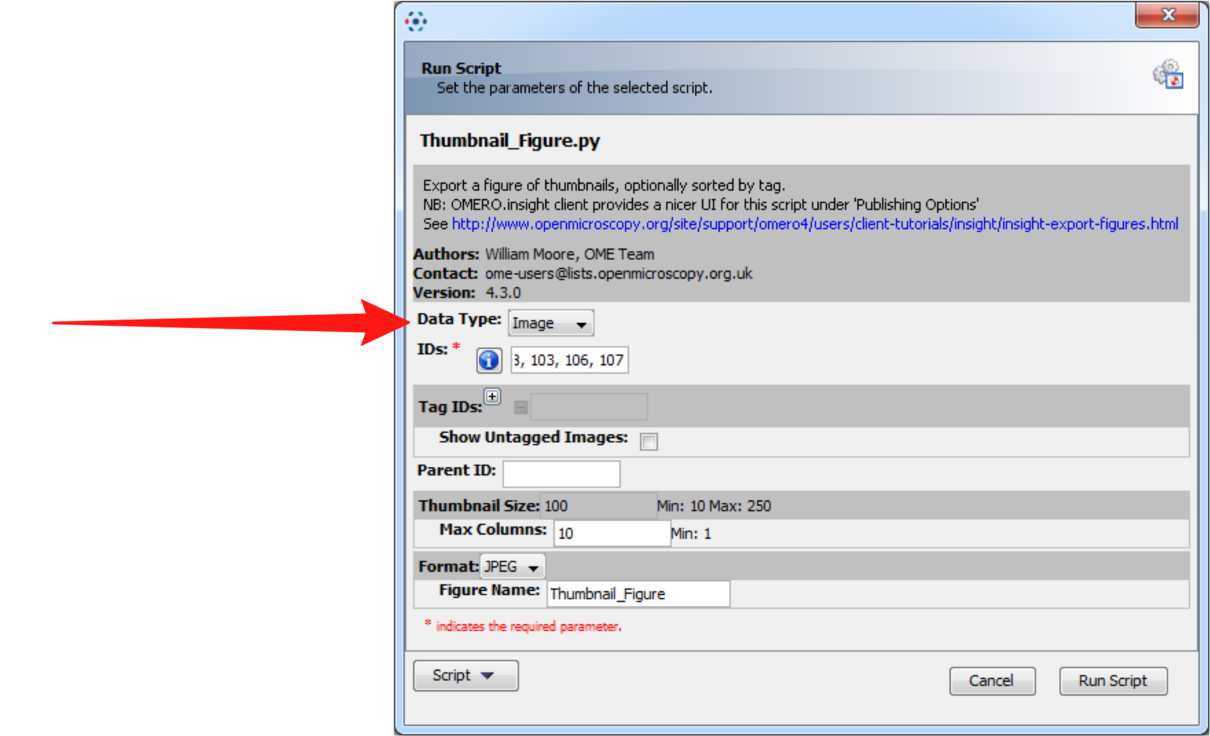 x
Run Script
Set the parameters of the selected script.
Thumbnail_Figure.py
Export a figure of thumbnails, optionally sorted by tag.
NB: OMERO.insight client provides a nicer UI for this script under 'Publishing Options'
See http://www.openmicroscopy.org/site/support/omero4/users/client-tutorials/insight/insight-export-figures.html
Authors: William Moore, OME Team
Contact: ome-users@lists.openmicroscopy.org.uk
Version: 4.3.0
Data Type: Image
IDs: * 3, 103, 106, 107
Tag IDs:
Show Untagged Images:
Parent ID:
Thumbnail Size: 100 Min: 10 Max: 250
Max Columns: 10 Min: 1
Format: JPEG
Figure Name: Thumbnail_Figure
* indicates the required parameter.
Script Cancel Run Script